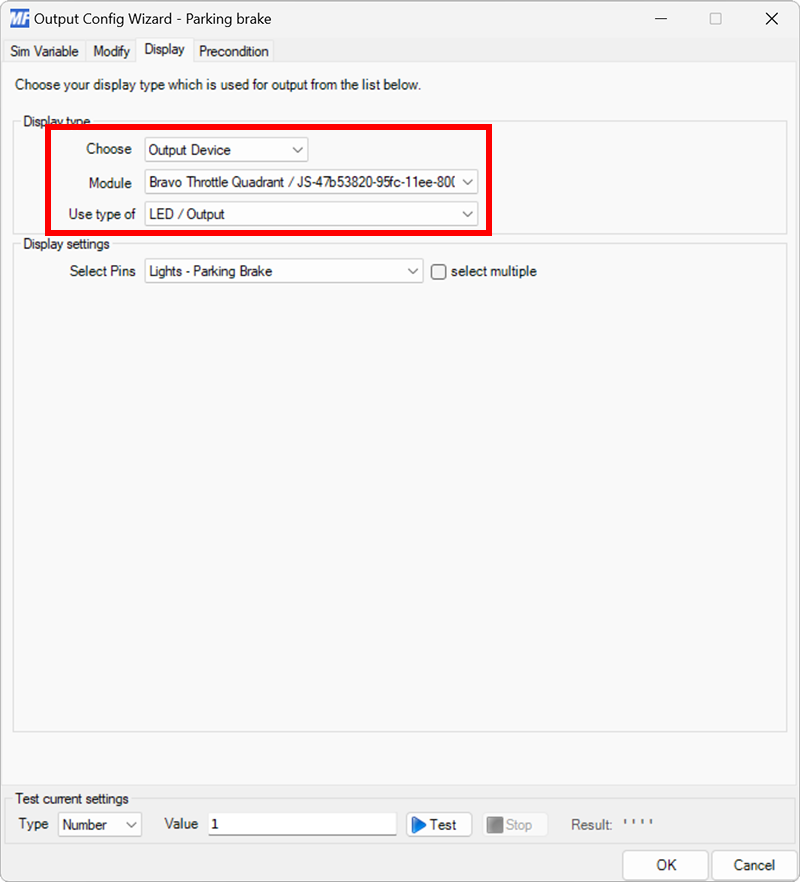 MF Output Config Wizard - Parking brake
Sim Variable Modify Display Precondition
Choose your display type which is used for output from the list below.
Display type
Choose Output Device
Module Bravo Throttle Quadrant / JS-47b53820-95fc-11ee-800
Use type of LED / Output
Display settings
Select Pins Lights - Parking Brake select multiple
Test current settings
Type Number Value 1 Test Stop Result: ' ' ' '
OK Cancel